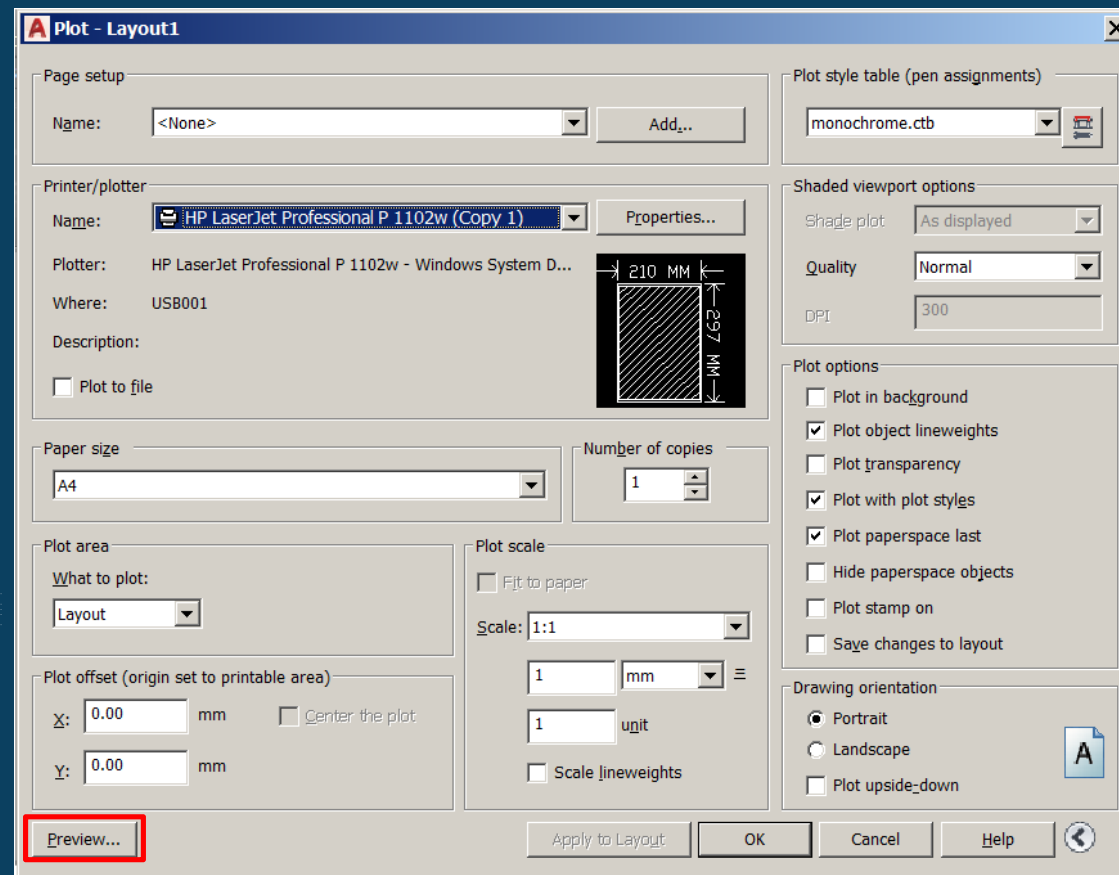 Plot - Layout1
Page setup
Name:
<None>
Add...
Plot style table (pen assignments)
monochrome.ctb
Printer/plotter
Name:
HP LaserJet Professional P 1102w (Copy 1)
Properties...
Plotter:
HP LaserJet Professional P 1102w - Windows System D...
Where:
USB001
Description:
Plot to file
210 MM
297 MM
Shaded viewport options
Shade plot
As displayed
Quality
Normal
DPI
300
Paper size
A4
Number of copies
1
Plot options
Plot in background
Plot object lineweights
Plot transparency
Plot with plot styles
Plot paperspace last
Hide paperspace objects
Plot stamp on
Save changes to layout
Plot area
What to plot:
Layout
Plot scale
Fit to paper
Scale:
1:1
1
mm
=
1
unit
Scale lineweights
Plot offset (origin set to printable area)
X:
0.00
mm
Center the plot
Y:
0.00
mm
Drawing orientation
Portrait
Landscape
Plot upside-down
A
Preview...
Apply to Layout
OK
Cancel
Help